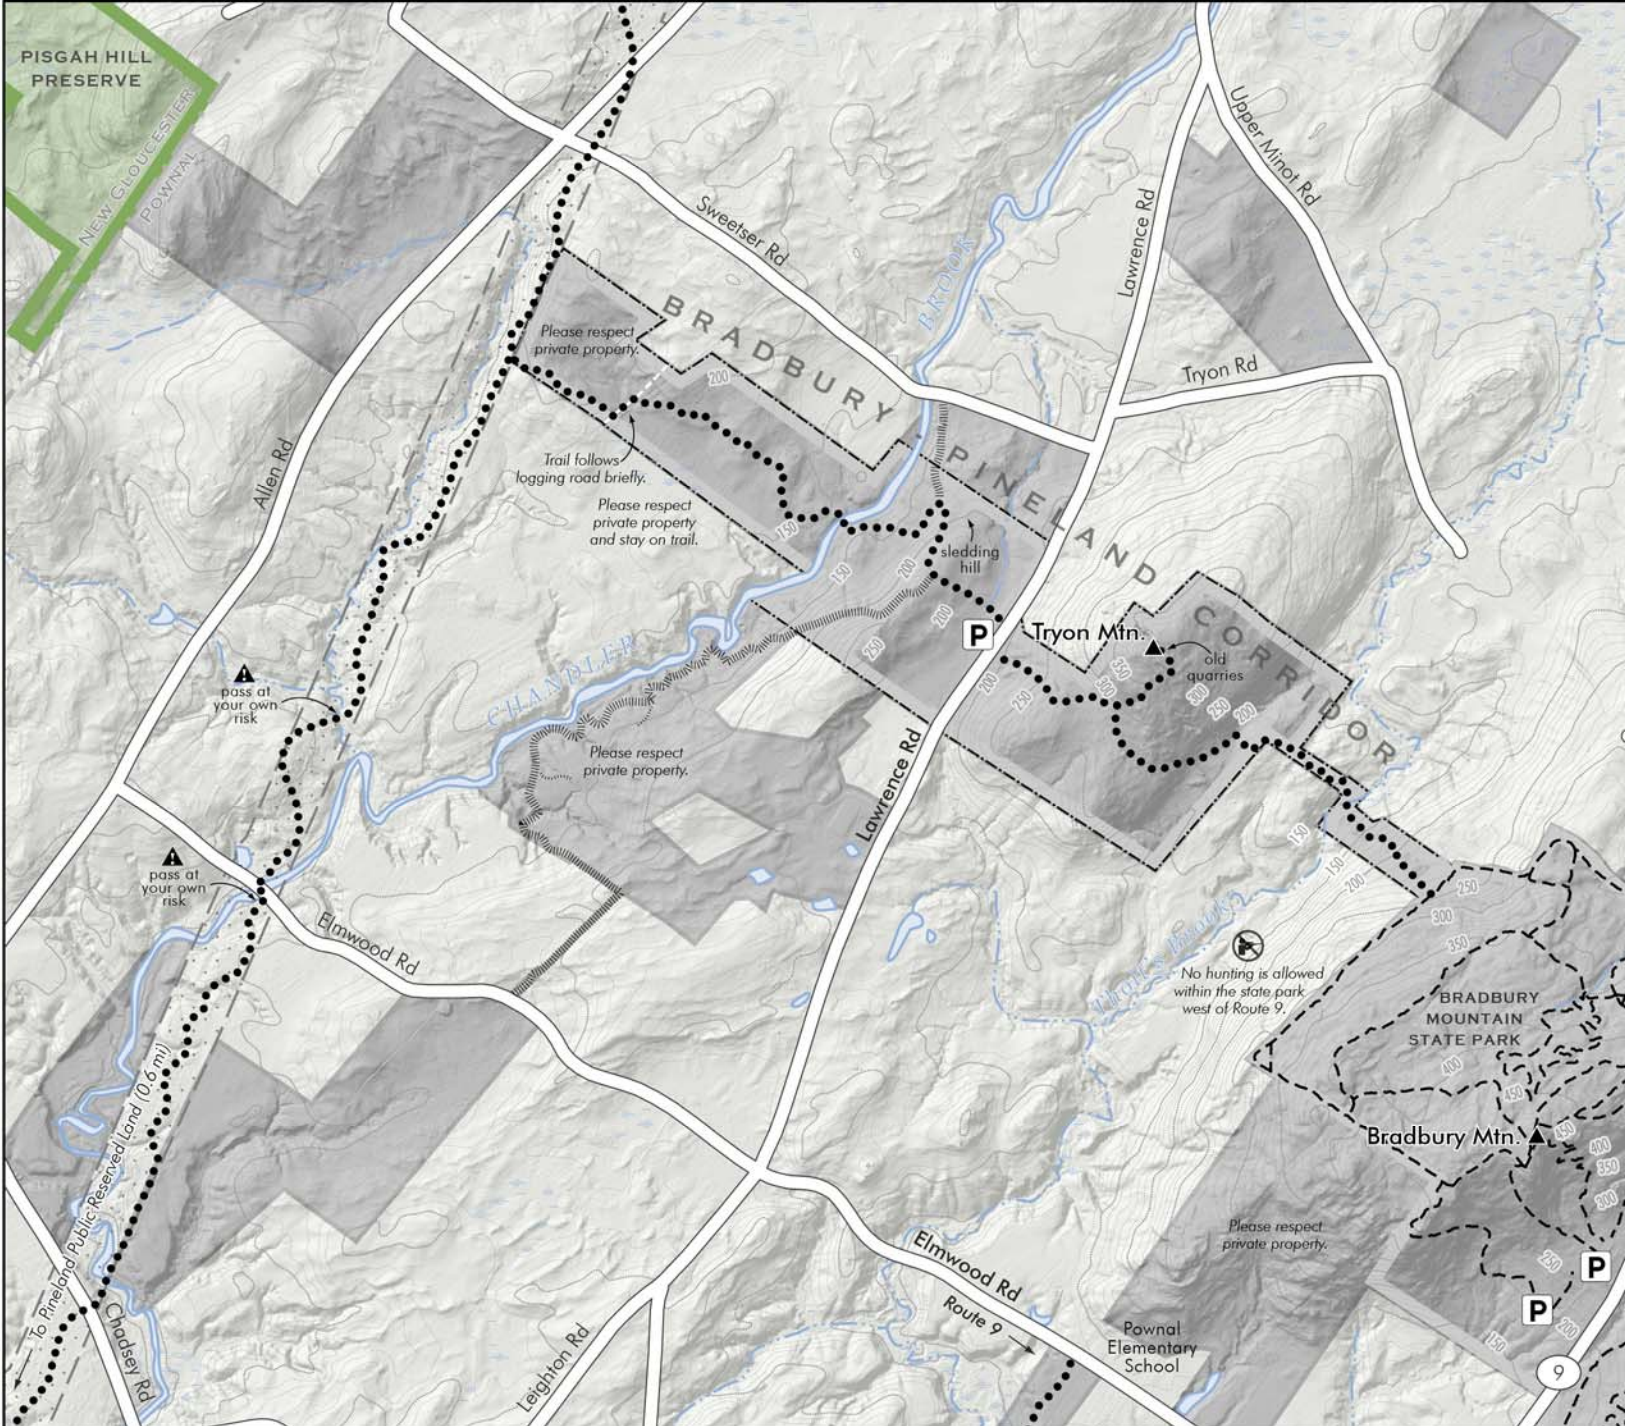 PISGAH HILL
PRESERVE
NEW GLOUCESTER
POWNAL
Upper Minot Rd
Sweetser Rd
Lawrence Rd
BROOK
Please respect
private property.
BRADBURY
200
Tryon Rd
Allen Rd
Trail follows
logging road briefly.
PINELAND
Please respect
private property
and stay on trail.
150
sledding
hill
150
200
200
250
CORRIDOR
P
Tryon Mtn.
old
quarries
350
300
300
250
200
200
250
pass at
your own
risk
CHANDLER
Please respect
private property.
Lawrence Rd
150
150
200
pass at
your own
risk
250
300
350
Elmwood Rd
Thall's Brook
No hunting is allowed
within the state park
west of Route 9.
BRADBURY
MOUNTAIN
STATE PARK
400
450
To Pineland Public Reserved Land (0.6 mi)
Bradbury Mtn.
450
400
350
300
Please respect
private property.
250
P
P
Elmwood Rd
Route 9
Chadsey Rd
Leighton Rd
Pownal
Elementary
School
150
200
9